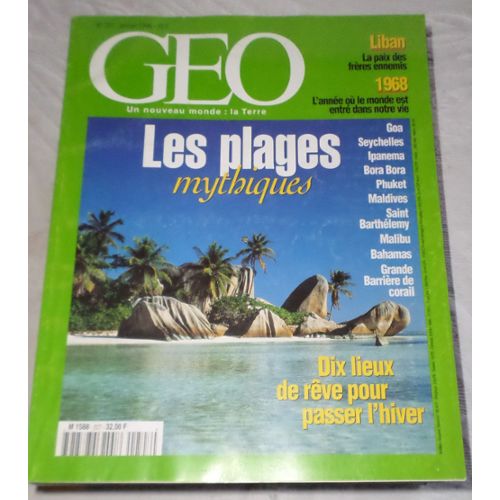 GEO
Un nouveau monde : la Terre
Liban
La paix des
frères ennemis
1968
L'année où le monde est
entré dans notre vie
Les plages
mythiques
Goa
Seychelles
Ipanema
Bora Bora
Phuket
Maldives
Saint
Barthélemy
Malibu
Bahamas
Grande
Barrière de
corail
Dix lieux
de rêve pour
passer l'hiver
M 1588 32,00 F